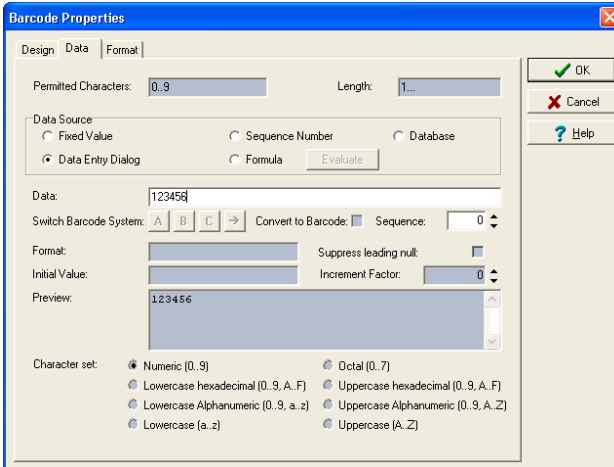 Barcode Properties
Design Data Format
Permitted Characters: 0..9 Length: 1...
OK
Cancel
Help
Data Source
Fixed Value Sequence Number Database
Data Entry Dialog Formula Evaluate
Data: 123456
Switch Barcode System: A B C → Convert to Barcode: Sequence: 0
Format: Suppress leading null:
Initial Value: Increment Factor: 0
Preview: 123456
Character set: Numeric (0..9) Octal (0..7)
Lowercase hexadecimal (0..9, A..F) Uppercase hexadecimal (0..9, A..F)
Lowercase Alphanumeric (0..9, a..z) Uppercase Alphanumeric (0..9, A..Z)
Lowercase (a..z) Uppercase (A..Z)